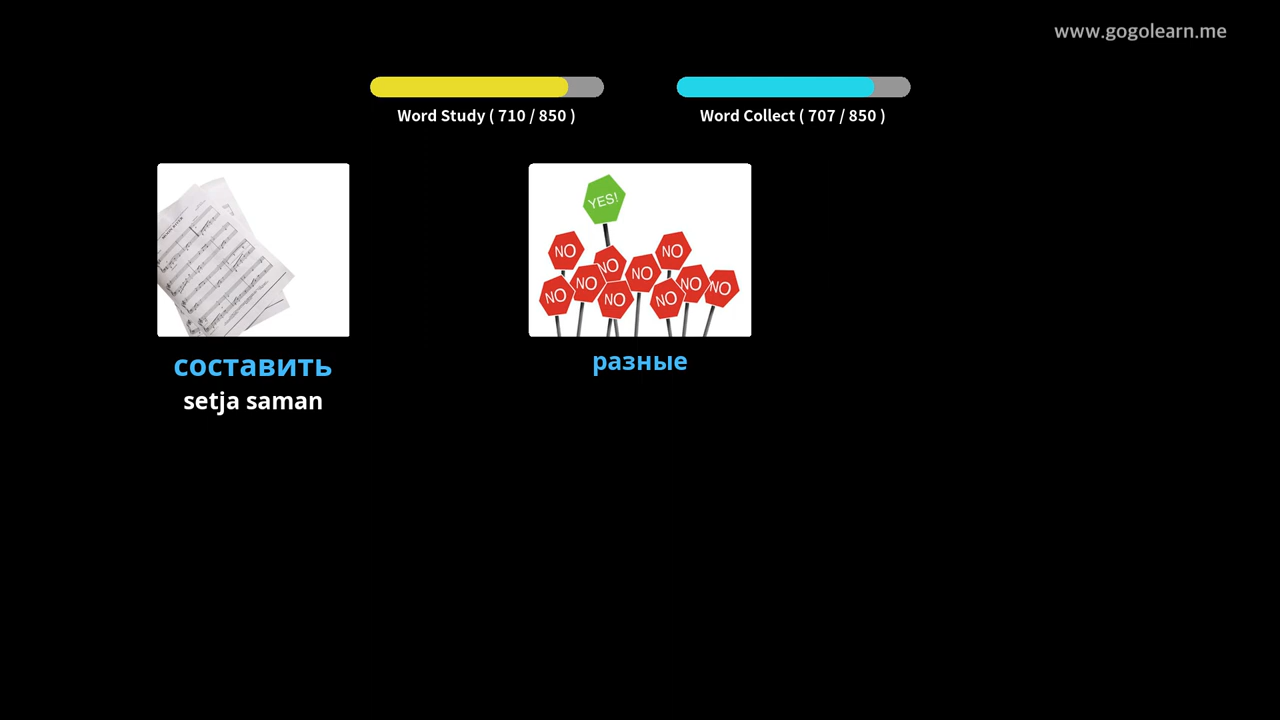 www.gogolearn.me
Word Study ( 710 / 850 )
Word Collect ( 707 / 850 )
YES!
NO
NO
NO
NO
NO
NO
NO
NO
NO
NO
составить
setja saman
разные